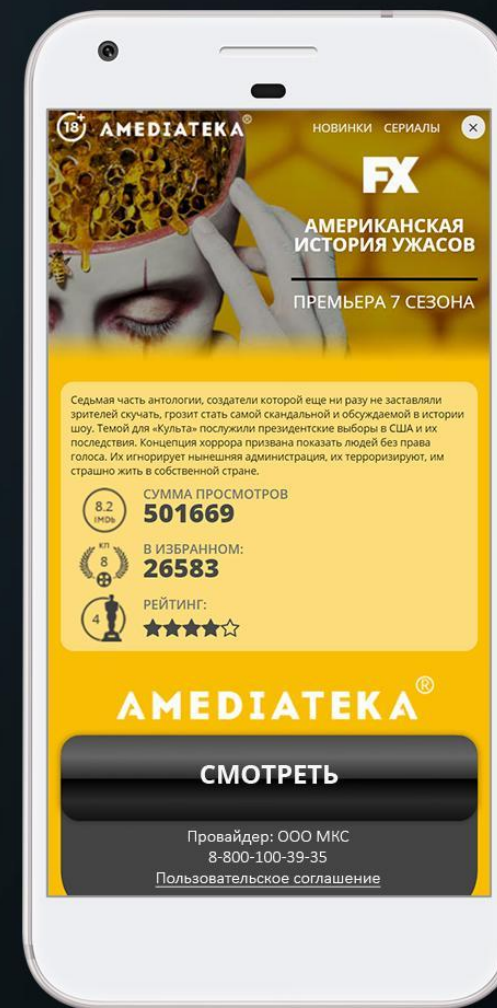 18+ AMEDIATEKA® НОВИНКИ СЕРИАЛЫ ×
FX
АМЕРИКАНСКАЯ
ИСТОРИЯ УЖАСОВ
ПРЕМЬЕРА 7 СЕЗОНА
Седьмая часть антологии, создатели которой еще ни разу не заставляли
зрителей скучать, грозит стать самой скандальной и обсуждаемой в истории
шоу. Темой для «Культа» послужили президентские выборы в США и их
последствия. Концепция хоррора призвана показать людей без права
голоса. Их игнорирует нынешняя администрация, их терроризируют, им
страшно жить в собственной стране.
8.2
IMDb
СУММА ПРОСМОТРОВ
501669
КП
8
В ИЗБРАННОМ:
26583
4
РЕЙТИНГ:
AMEDIATEKA®
СМОТРЕТЬ
Провайдер: ООО МКС
8-800-100-39-35
Пользовательское соглашение